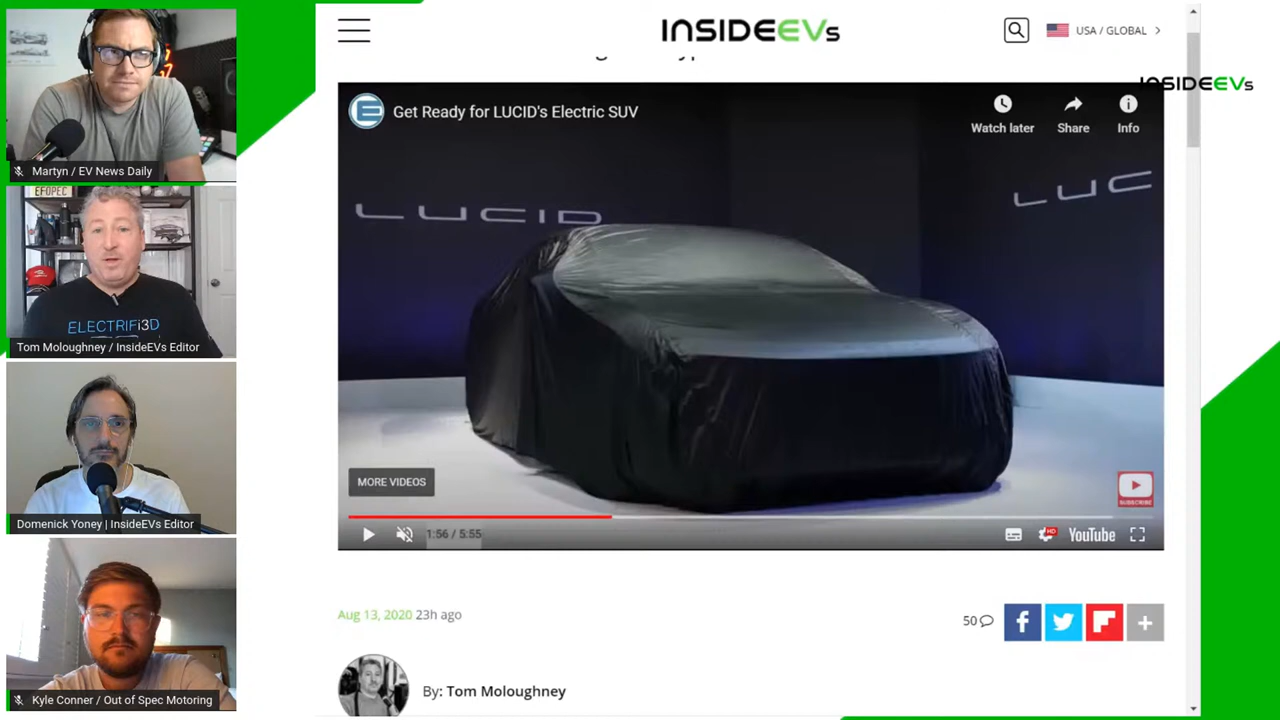 Martyn / EV News Daily
EFOPEC
ELECTRIFi3D
Tom Moloughney / InsideEVs Editor
Domenick Yoney | InsideEVs Editor
Kyle Conner / Out of Spec Motoring
INSIDEEVs
USA / GLOBAL
INSIDEEVs
Get Ready for LUCID's Electric SUV
Watch later
Share
Info
LUCID
LUC
MORE VIDEOS
SUBSCRIBE
1:56 / 5:55
HD
YouTube
Aug 13, 2020 23h ago
50
By: Tom Moloughney